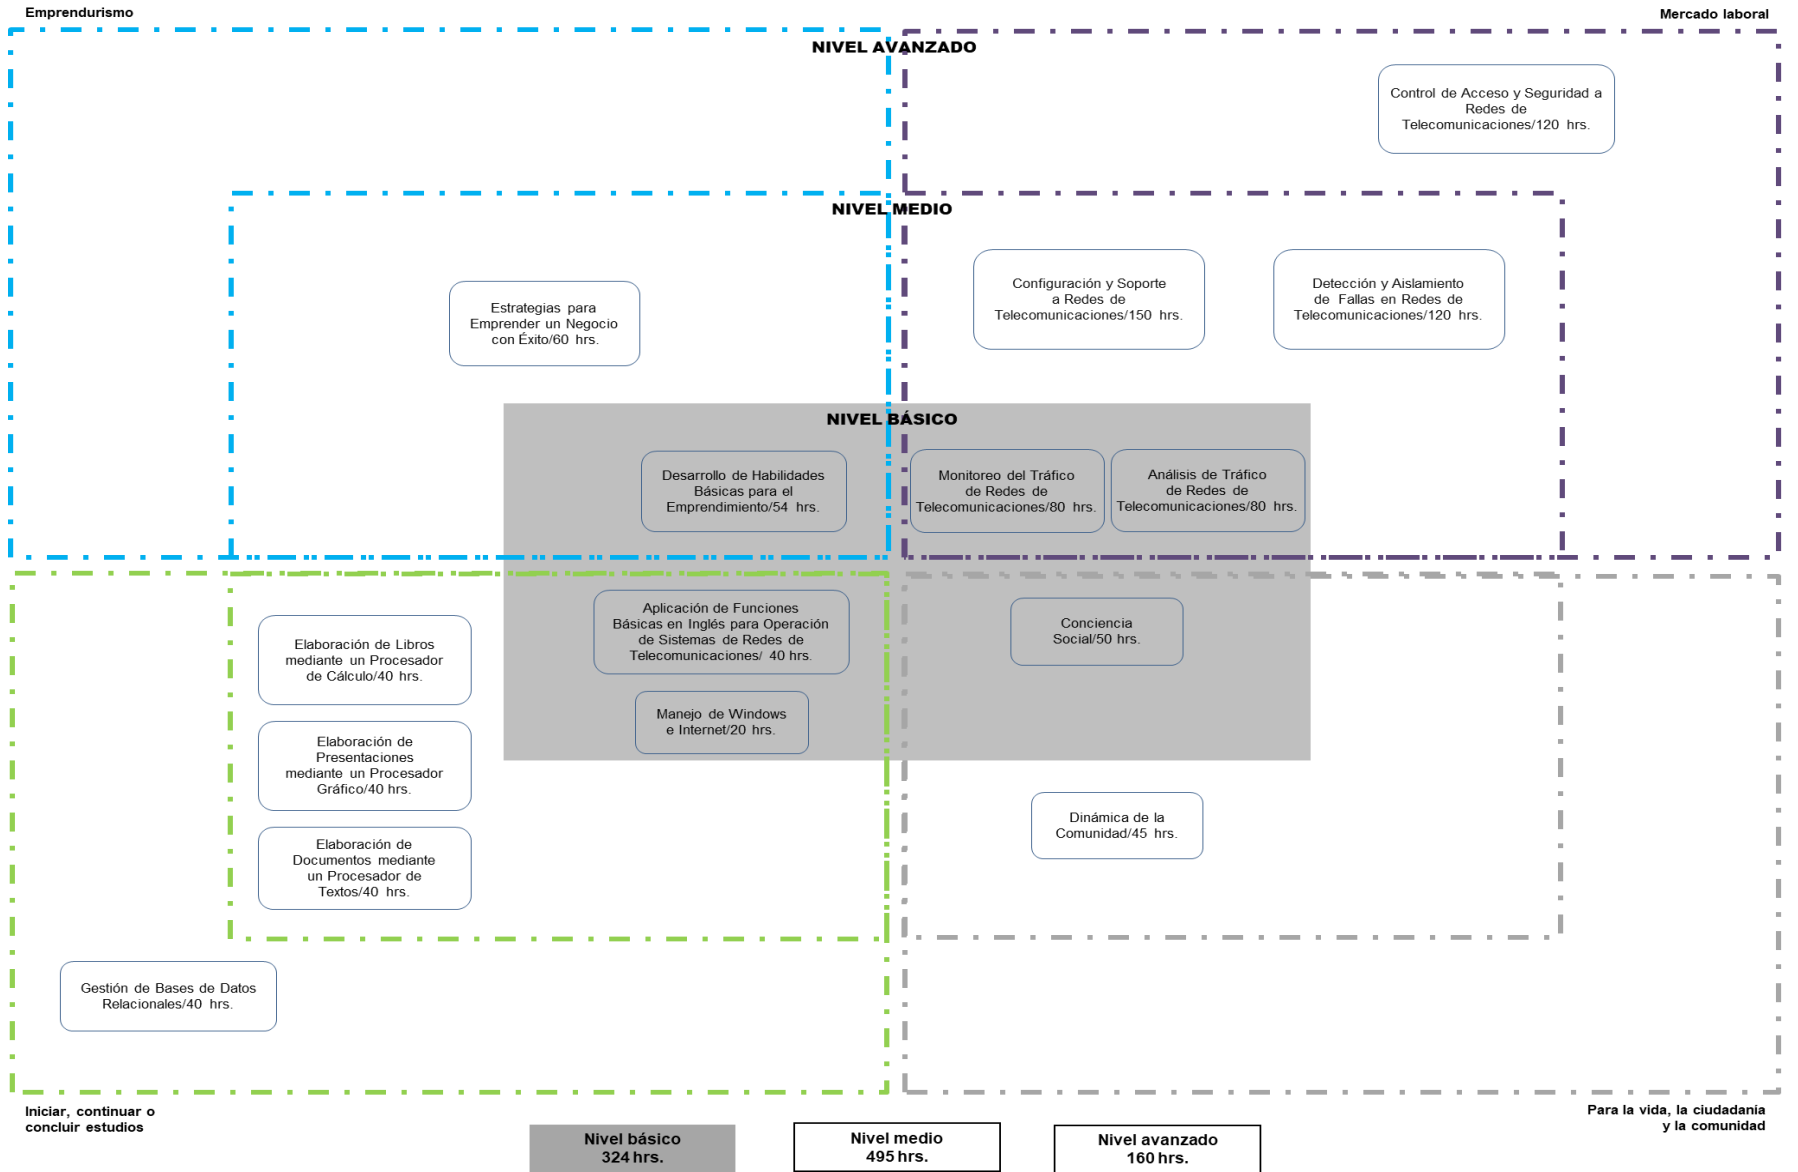 Emprendurismo
Mercado laboral
NIVEL AVANZADO
Control de Acceso y Seguridad a
Redes de
Telecomunicaciones/120 hrs.
NIVEL MEDIO
Estrategias para
Emprender un Negocio
con Éxito/60 hrs.
Configuración y Soporte
a Redes de
Telecomunicaciones/150 hrs.
Detección y Aislamiento
de Fallas en Redes de
Telecomunicaciones/120 hrs.
NIVEL BÁSICO
Desarrollo de Habilidades
Básicas para el
Emprendimiento/54 hrs.
Monitoreo del Tráfico
de Redes de
Telecomunicaciones/80 hrs.
Análisis de Tráfico
de Redes de
Telecomunicaciones/80 hrs.
Elaboración de Libros
mediante un Procesador
de Cálculo/40 hrs.
Aplicación de Funciones
Básicas en Inglés para Operación
de Sistemas de Redes de
Telecomunicaciones/ 40 hrs.
Conciencia
Social/50 hrs.
Elaboración de
Presentaciones
mediante un Procesador
Gráfico/40 hrs.
Manejo de Windows
e Internet/20 hrs.
Elaboración de
Documentos mediante
un Procesador de
Textos/40 hrs.
Dinámica de la
Comunidad/45 hrs.
Gestión de Bases de Datos
Relacionales/40 hrs.
Iniciar, continuar o
concluir estudios
Para la vida, la ciudadanía
y la comunidad
Nivel básico
324 hrs.
Nivel medio
495 hrs.
Nivel avanzado
160 hrs.